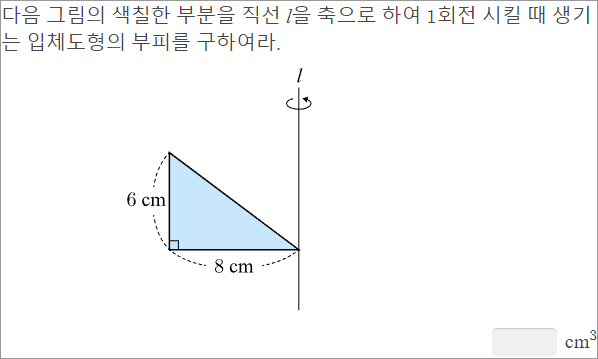 다음 그림의 색칠한 부분을 직선 l을 축으로 하여 1회전 시킬 때 생기
는 입체도형의 부피를 구하여라.
l
6 cm
8 cm
cm³